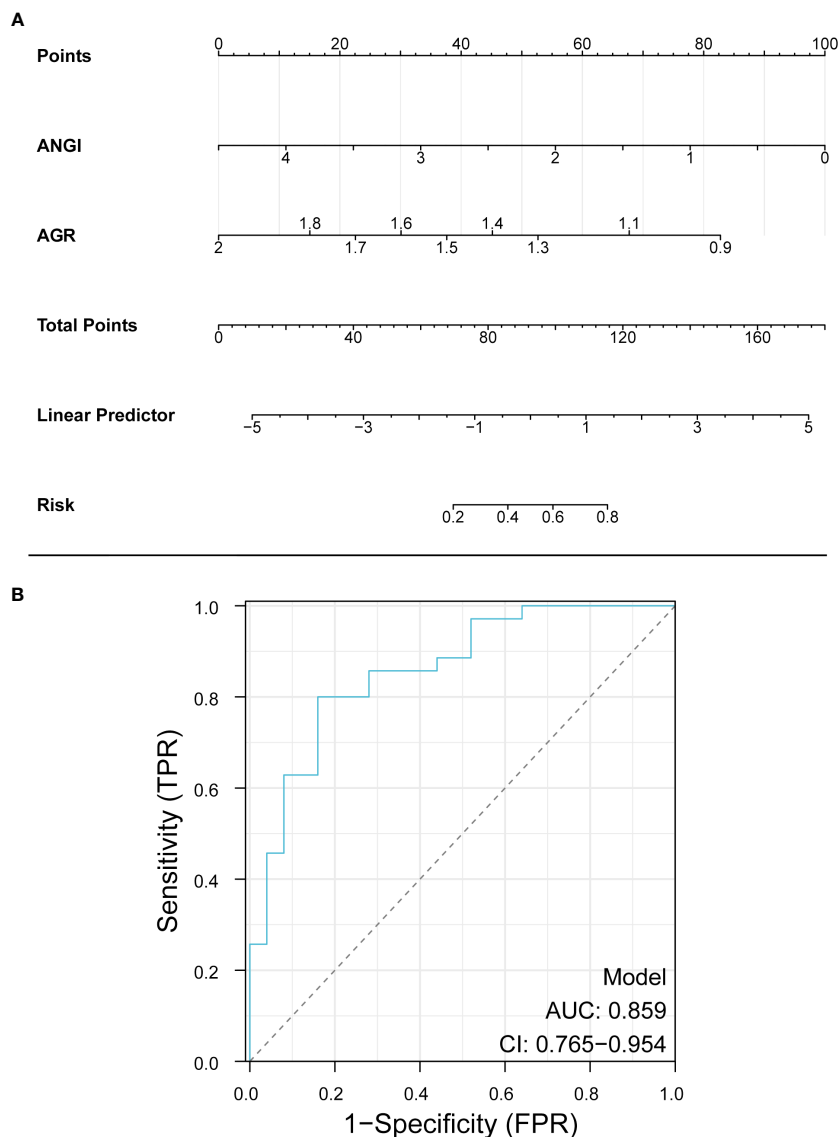 A
Points 0 20 40 60 80 100
ANGI 4 3 2 1 0
1.8 1.6 1.4 1.1
AGR 2 1.7 1.5 1.3 0.9
Total Points 0 40 80 120 160
Linear Predictor −5 −3 −1 1 3 5
Risk 0.2 0.4 0.6 0.8
B
1.0
0.8
0.6
0.4
0.2
0.0
Sensitivity (TPR)
Model
AUC: 0.859
CI: 0.765−0.954
0.0 0.2 0.4 0.6 0.8 1.0
1−Specificity (FPR)